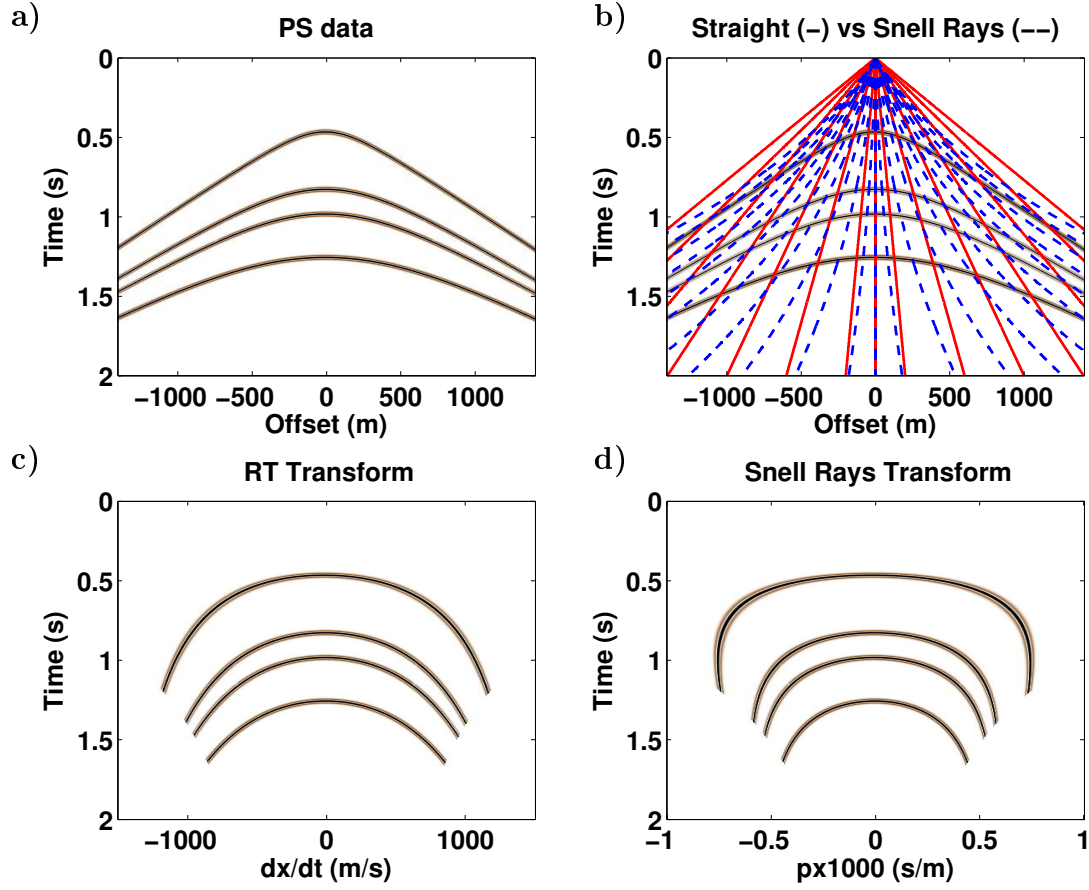 a)
PS data
0
0.5
1
1.5
2
Time (s)
−1000 −500 0 500 1000
Offset (m)
b)
Straight (−) vs Snell Rays (−−)
0
0.5
1
1.5
2
Time (s)
−1000 −500 0 500 1000
Offset (m)
c)
RT Transform
0
0.5
1
1.5
2
Time (s)
−1000 0 1000
dx/dt (m/s)
d)
Snell Rays Transform
0
0.5
1
1.5
2
Time (s)
−1 −0.5 0 0.5 1
px1000 (s/m)